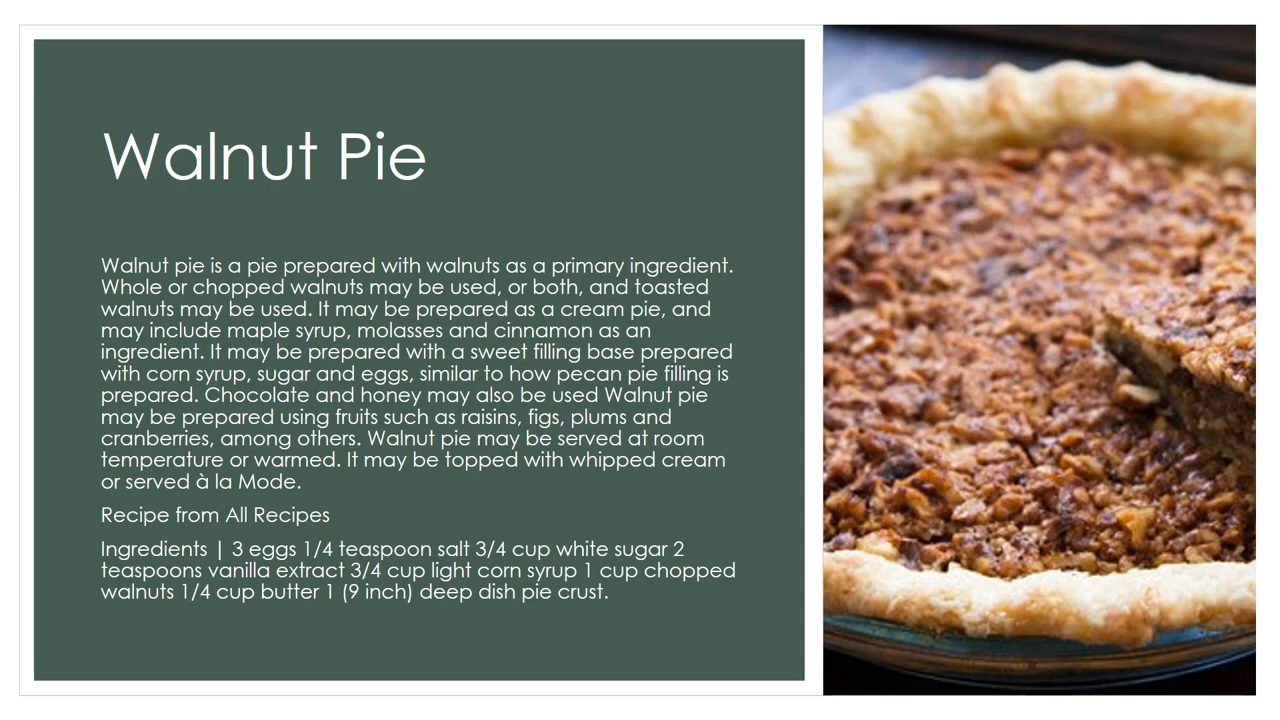 Walnut Pie
Walnut pie is a pie prepared with walnuts as a primary ingredient.
Whole or chopped walnuts may be used, or both, and toasted
walnuts may be used. It may be prepared as a cream pie, and
may include maple syrup, molasses and cinnamon as an
ingredient. It may be prepared with a sweet filling base prepared
with corn syrup, sugar and eggs, similar to how pecan pie filling is
prepared. Chocolate and honey may also be used Walnut pie
may be prepared using fruits such as raisins, figs, plums and
cranberries, among others. Walnut pie may be served at room
temperature or warmed. It may be topped with whipped cream
or served à la Mode.
Recipe from All Recipes
Ingredients | 3 eggs 1/4 teaspoon salt 3/4 cup white sugar 2
teaspoons vanilla extract 3/4 cup light corn syrup 1 cup chopped
walnuts 1/4 cup butter 1 (9 inch) deep dish pie crust.